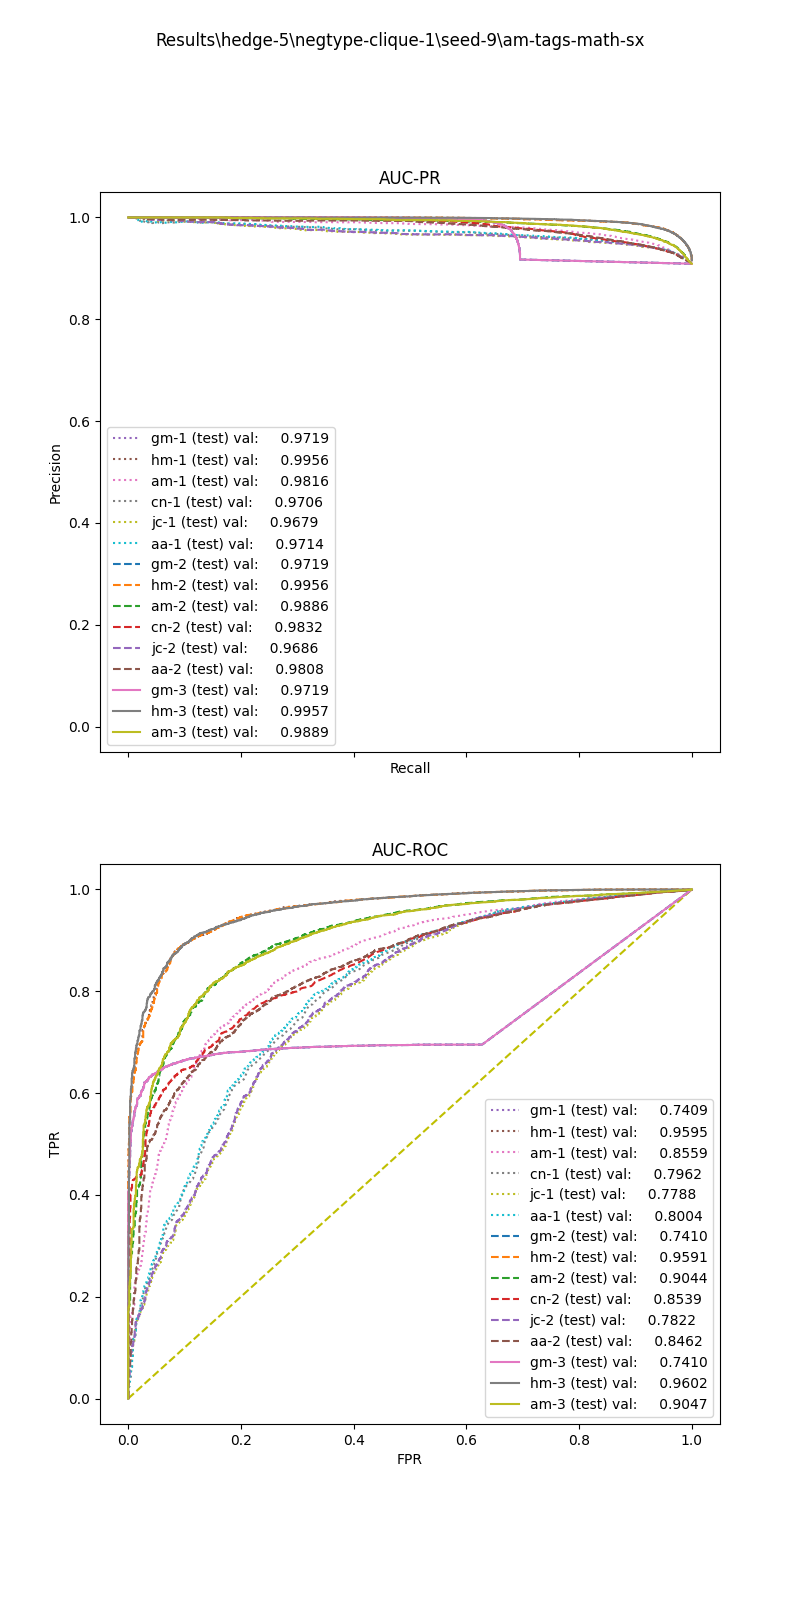 Results\hedge-5\negtype-clique-1\seed-9\am-tags-math-sx
AUC-PR
1.0
0.8
0.6
0.4
0.2
0.0
Precision
gm-1 (test) val: 0.9719
hm-1 (test) val: 0.9956
am-1 (test) val: 0.9816
cn-1 (test) val: 0.9706
jc-1 (test) val: 0.9679
aa-1 (test) val: 0.9714
gm-2 (test) val: 0.9719
hm-2 (test) val: 0.9956
am-2 (test) val: 0.9886
cn-2 (test) val: 0.9832
jc-2 (test) val: 0.9686
aa-2 (test) val: 0.9808
gm-3 (test) val: 0.9719
hm-3 (test) val: 0.9957
am-3 (test) val: 0.9889
Recall
AUC-ROC
1.0
0.8
0.6
0.4
0.2
0.0
TPR
gm-1 (test) val: 0.7409
hm-1 (test) val: 0.9595
am-1 (test) val: 0.8559
cn-1 (test) val: 0.7962
jc-1 (test) val: 0.7788
aa-1 (test) val: 0.8004
gm-2 (test) val: 0.7410
hm-2 (test) val: 0.9591
am-2 (test) val: 0.9044
cn-2 (test) val: 0.8539
jc-2 (test) val: 0.7822
aa-2 (test) val: 0.8462
gm-3 (test) val: 0.7410
hm-3 (test) val: 0.9602
am-3 (test) val: 0.9047
0.0 0.2 0.4 0.6 0.8 1.0
FPR